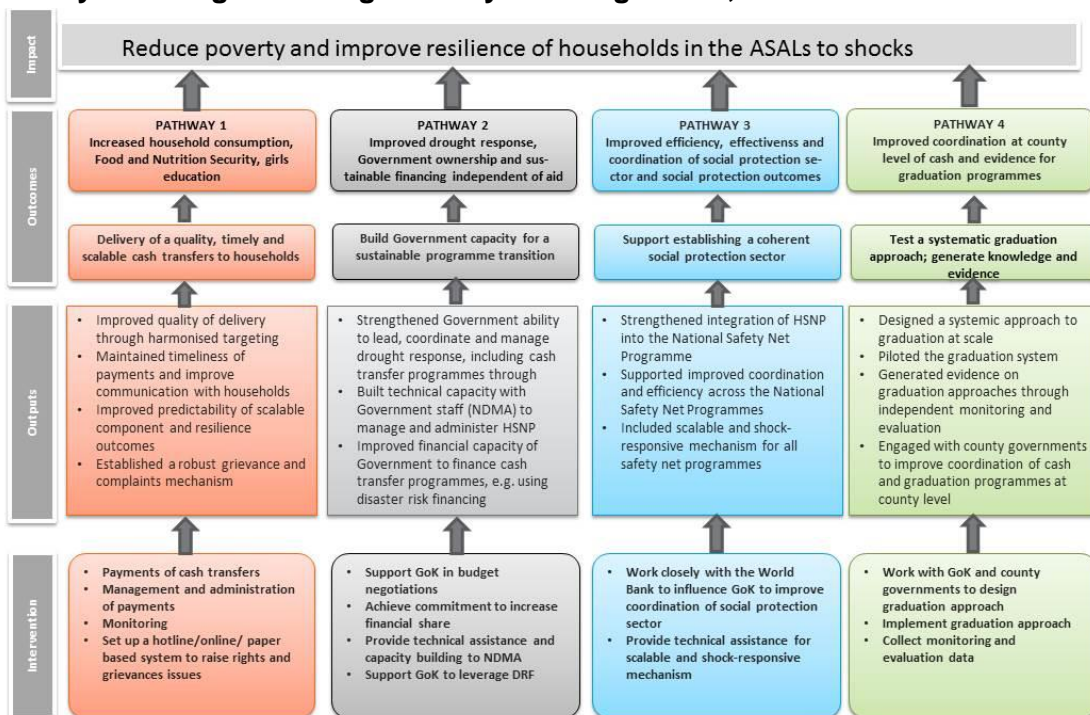 Reduce poverty and improve resilience of households in the ASALs to shocks
Impact
Outcomes
PATHWAY 1
Increased household consumption,
Food and Nutrition Security, girls
education
PATHWAY 2
Improved drought response,
Government ownership and sus-
tainable financing independent of aid
PATHWAY 3
Improved efficiency, effectivenss and
coordination of social protection se-
ctor and social protection outcomes
PATHWAY 4
Improved coordination at county
level of cash and evidence for
graduation programmes
Delivery of a quality, timely and
scalable cash transfers to households
Build Government capacity for a
sustainable programme transition
Support establishing a coherent
social protection sector
Test a systematic graduation
approach; generate knowledge and
evidence
Outputs
• Improved quality of delivery
through harmonised targeting
• Maintained timeliness of
payments and improve
communication with households
• Improved predictability of scalable
component and resilience
outcomes
• Established a robust grievance and
complaints mechanism
• Strengthened Government ability
to lead, coordinate and manage
drought response, including cash
transfer programmes through
• Built technical capacity with
Government staff (NDMA) to
manage and administer HSNP
• Improved financial capacity of
Government to finance cash
transfer programmes, e.g. using
disaster risk financing
• Strengthened integration of HSNP
into the National Safety Net
Programme
• Supported improved coordination
and efficiency across the National
Safety Net Programmes
• Included scalable and shock-
responsive mechanism for all
safety net programmes
• Designed a systemic approach to
graduation at scale
• Piloted the graduation system
• Generated evidence on
graduation approaches through
independent monitoring and
evaluation
• Engaged with county governments
to improve coordination of cash
and graduation programmes at
county level
Intervention
• Payments of cash transfers
• Management and administration
of payments
• Monitoring
• Set up a hotline/online/ paper
based system to raise rights and
grievances issues
• Support GoK in budget
negotiations
• Achieve commitment to increase
financial share
• Provide technical assistance and
capacity building to NDMA
• Support GoK to leverage DRF
• Work closely with the World
Bank to influence GoK to improve
coordination of social protection
sector
• Provide technical assistance for
scalable and shock-responsive
mechanism
• Work with GoK and county
governments to design
graduation approach
• Implement graduation approach
• Collect monitoring and
evaluation data